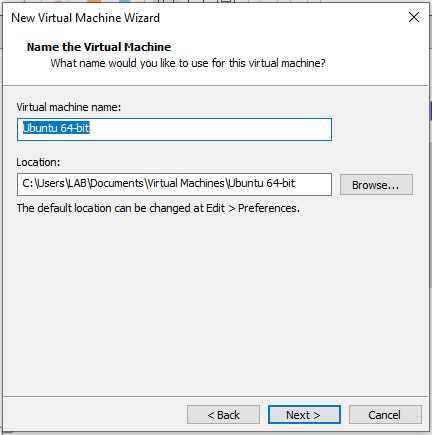 New Virtual Machine Wizard
Name the Virtual Machine
What name would you like to use for this virtual machine?
Virtual machine name:
Ubuntu 64-bit
Location:
C:\Users\LAB\Documents\Virtual Machines\Ubuntu 64-bit
Browse...
The default location can be changed at Edit > Preferences.
< Back
Next >
Cancel